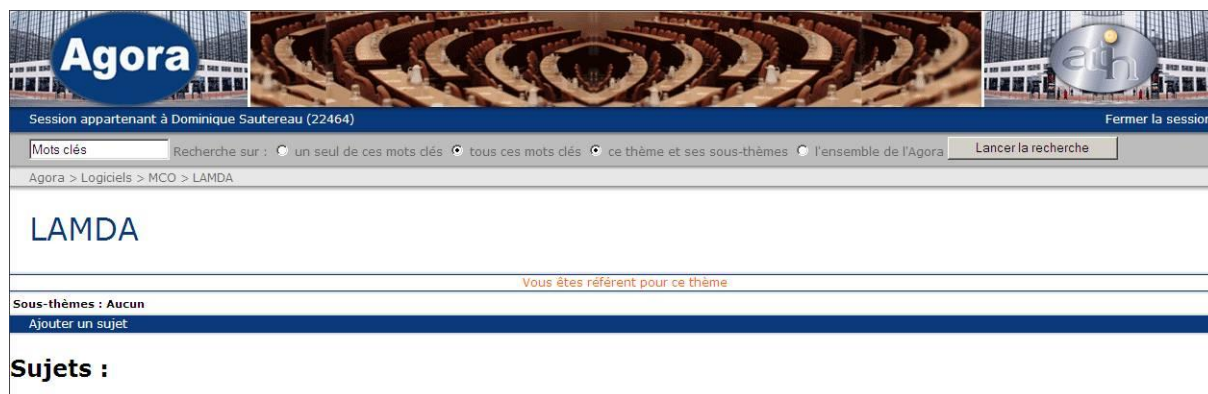 Agora
atih
Session appartenant à Dominique Sautereau (22464) Fermer la session
Mots clés Recherche sur : un seul de ces mots clés tous ces mots clés ce thème et ses sous-thèmes l'ensemble de l'Agora Lancer la recherche
Agora > Logiciels > MCO > LAMDA
LAMDA
Vous êtes référent pour ce thème
Sous-thèmes : Aucun
Ajouter un sujet
Sujets :